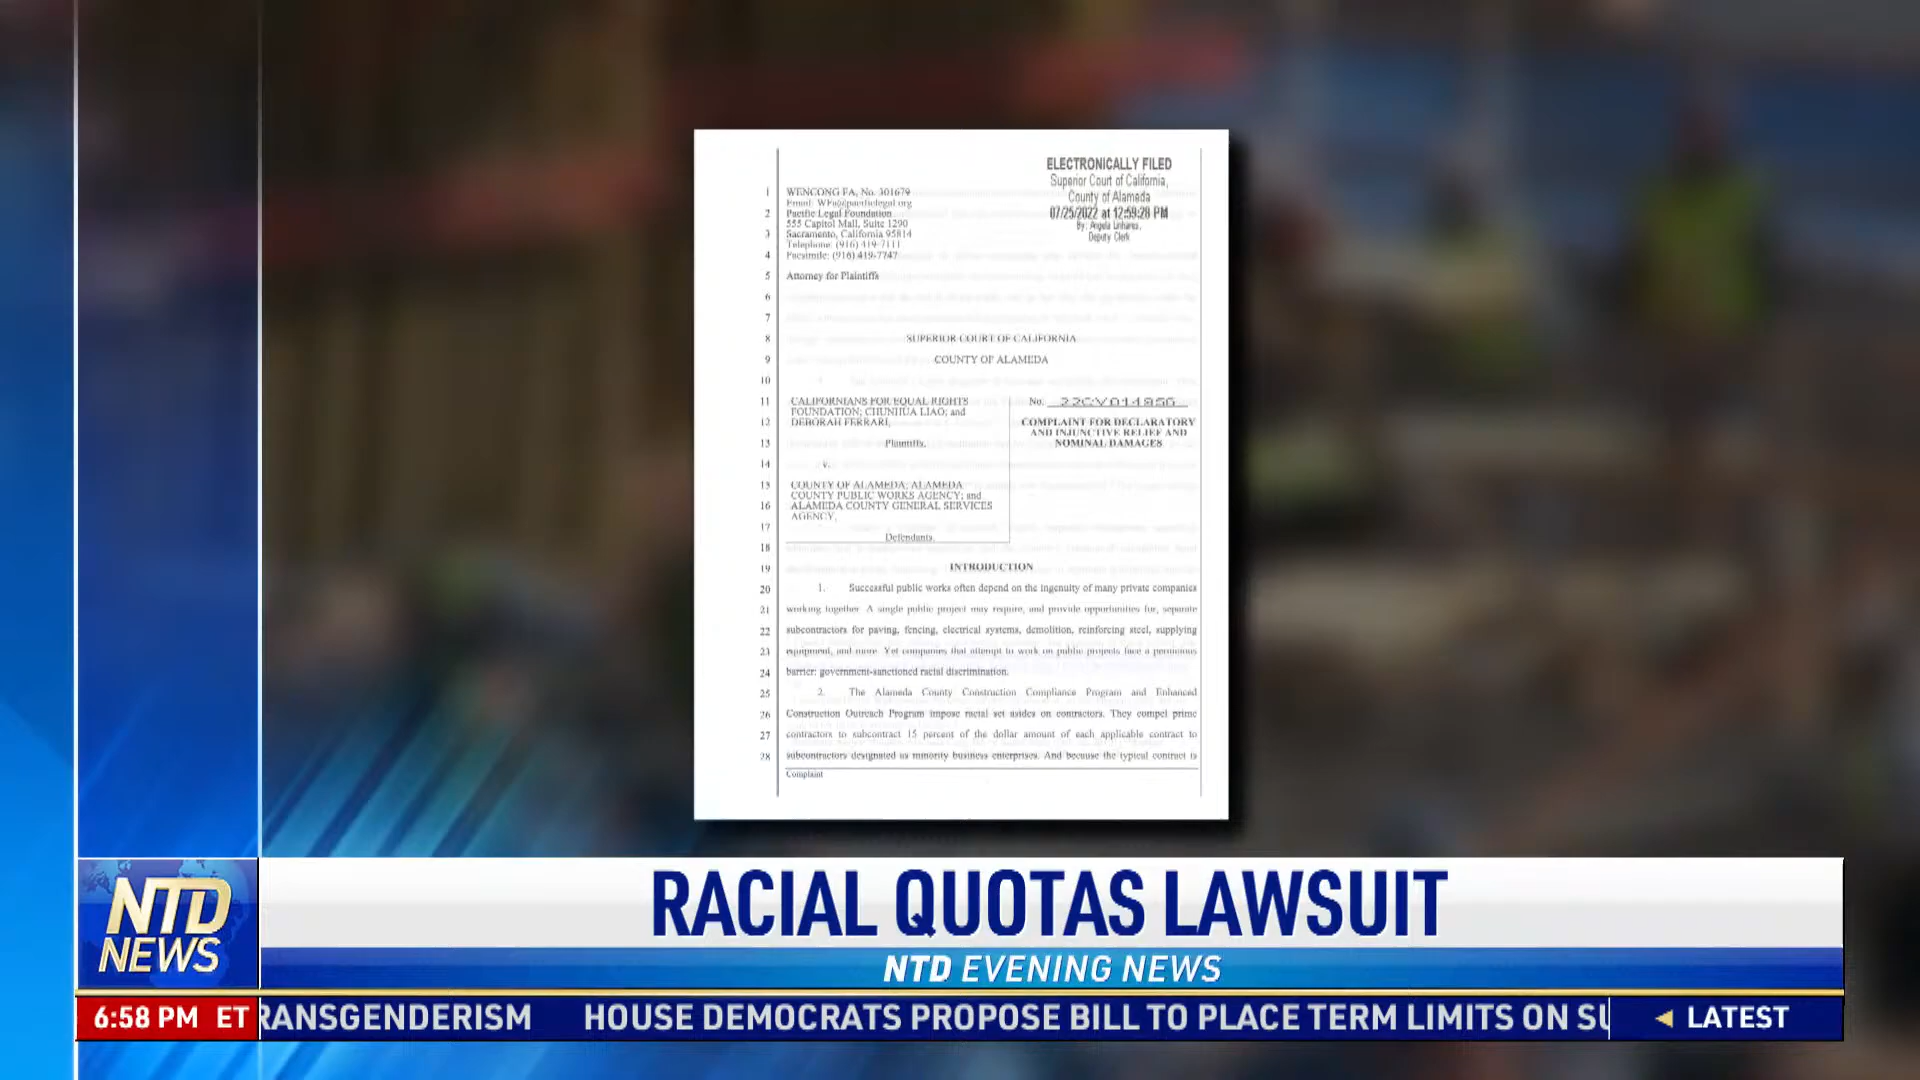 ELECTRONICALLY FILED
Superior Court of California,
County of Alameda
07/25/2022 at 12:59:28 PM
By: Angela Linhares,
Deputy Clerk
1 WENCONG FA, No. 301679
Email: WFa@pacificlegal.org
2 Pacific Legal Foundation
555 Capitol Mall, Suite 1290
3 Sacramento, California 95814
Telephone: (916) 419-7111
4 Facsimile: (916) 419-7747
5 Attorney for Plaintiffs
6
7
8 SUPERIOR COURT OF CALIFORNIA
9 COUNTY OF ALAMEDA
10
11 CALIFORNIANS FOR EQUAL RIGHTS
FOUNDATION; CHUNHUA LIAO; and
12 DEBORAH FERRARI,
13 Plaintiffs,
14 v.
15 COUNTY OF ALAMEDA; ALAMEDA
COUNTY PUBLIC WORKS AGENCY; and
16 ALAMEDA COUNTY GENERAL SERVICES
AGENCY,
17
Defendants.
18
No. 22CV014856
COMPLAINT FOR DECLARATORY
AND INJUNCTIVE RELIEF AND
NOMINAL DAMAGES
19 INTRODUCTION
20 1. Successful public works often depend on the ingenuity of many private companies
21 working together. A single public project may require, and provide opportunities for, separate
22 subcontractors for paving, fencing, electrical systems, demolition, reinforcing steel, supplying
23 equipment, and more. Yet companies that attempt to work on public projects face a pernicious
24 barrier: government-sanctioned racial discrimination.
25 2. The Alameda County Construction Compliance Program and Enhanced
26 Construction Outreach Program impose racial set asides on contractors. They compel prime
27 contractors to subcontract 15 percent of the dollar amount of each applicable contract to
28 subcontractors designated as minority business enterprises. And because the typical contract is
Complaint
RACIAL QUOTAS LAWSUIT
NTD NEWS
NTD EVENING NEWS
6:58 PM ET RANSGENDERISM HOUSE DEMOCRATS PROPOSE BILL TO PLACE TERM LIMITS ON SU LATEST